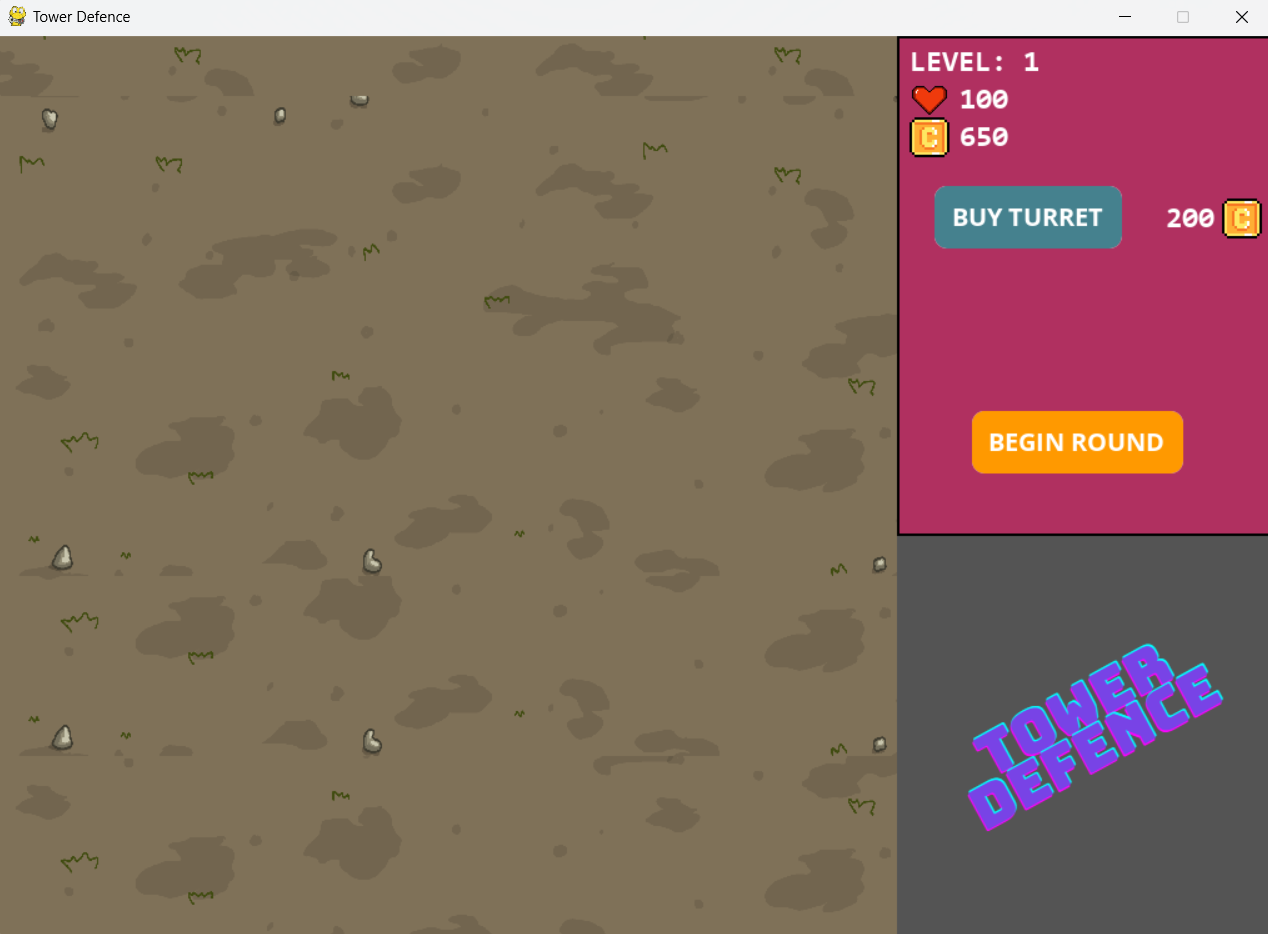 Tower Defence
LEVEL: 1
100
C 650
BUY TURRET 200 C
BEGIN ROUND
TOWER
DEFENCE